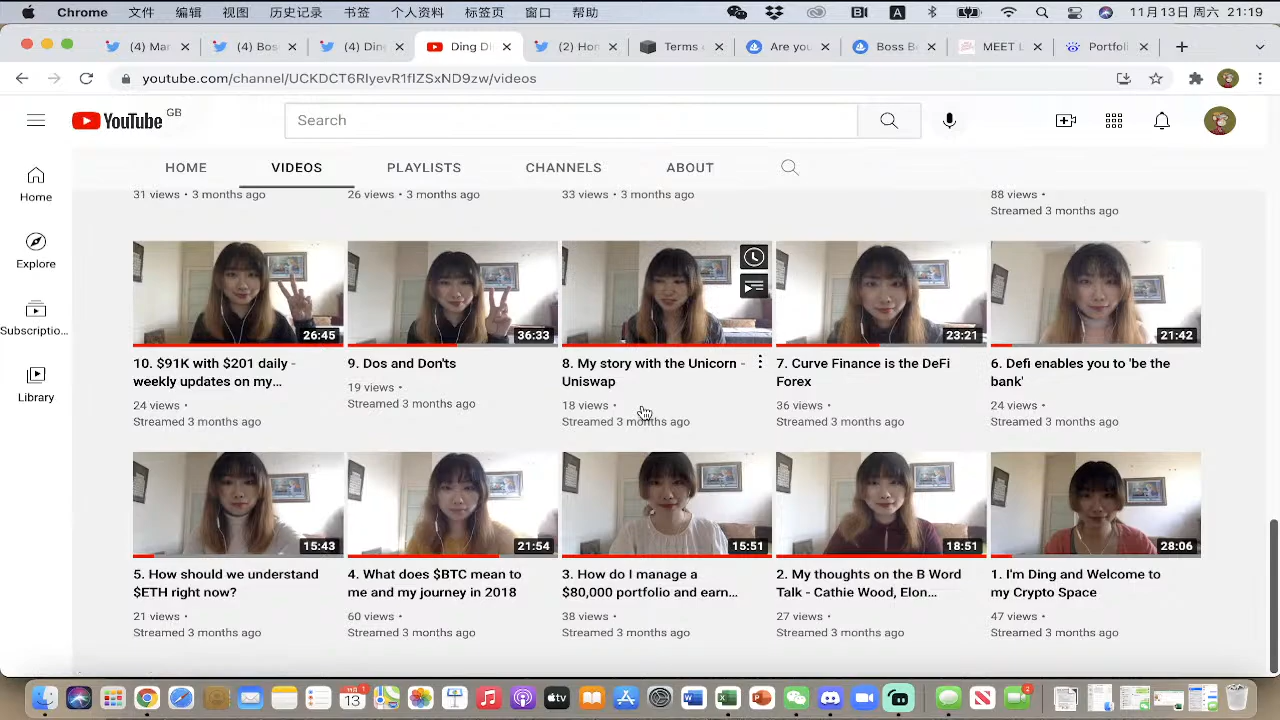 Chrome 文件 编辑 视图 历史记录 书签 个人资料 标签页 窗口 帮助 11月13日 周六 21:19
(4) Mar (4) Bos (4) Din Ding Di (2) Hon Terms Are you Boss Be MEET L Portfoli
youtube.com/channel/UCKDCT6RlyevR1fIZSxND9zw/videos
YouTube GB Search
HOME VIDEOS PLAYLISTS CHANNELS ABOUT
Home
Explore
Subscriptio...
Library
31 views • 3 months ago 26 views • 3 months ago 33 views • 3 months ago 88 views •
Streamed 3 months ago
26:45 36:33 23:21 21:42
10. $91K with $201 daily - 9. Dos and Don'ts 8. My story with the Unicorn - 7. Curve Finance is the DeFi 6. Defi enables you to 'be the
weekly updates on my... Uniswap Forex bank'
19 views •
24 views • 18 views • 36 views • 24 views •
Streamed 3 months ago
Streamed 3 months ago Streamed 3 months ago Streamed 3 months ago Streamed 3 months ago
15:43 21:54 15:51 18:51 28:06
5. How should we understand 4. What does $BTC mean to 3. How do I manage a 2. My thoughts on the B Word 1. I'm Ding and Welcome to
$ETH right now? me and my journey in 2018 $80,000 portfolio and earn... Talk - Cathie Wood, Elon... my Crypto Space
21 views • 60 views • 38 views • 27 views • 47 views •
Streamed 3 months ago Streamed 3 months ago Streamed 3 months ago Streamed 3 months ago Streamed 3 months ago